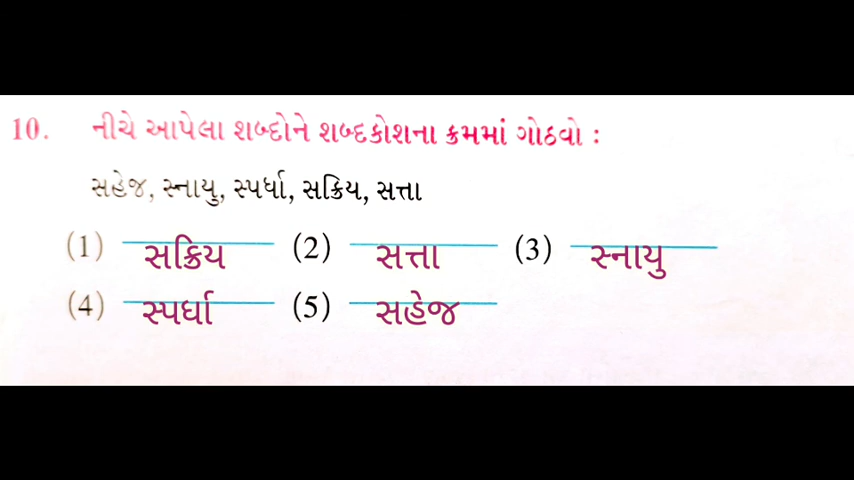 10. નીચે આપેલા શબ્દોને શબ્દકોશના ક્રમમાં ગોઠવો :
સહેજ, સ્નાયુ, સ્પર્ધા, સક્રિય, સત્તા
(1) સક્રિય (2) સત્તા (3) સ્નાયુ
(4) સ્પર્ધા (5) સહેજ